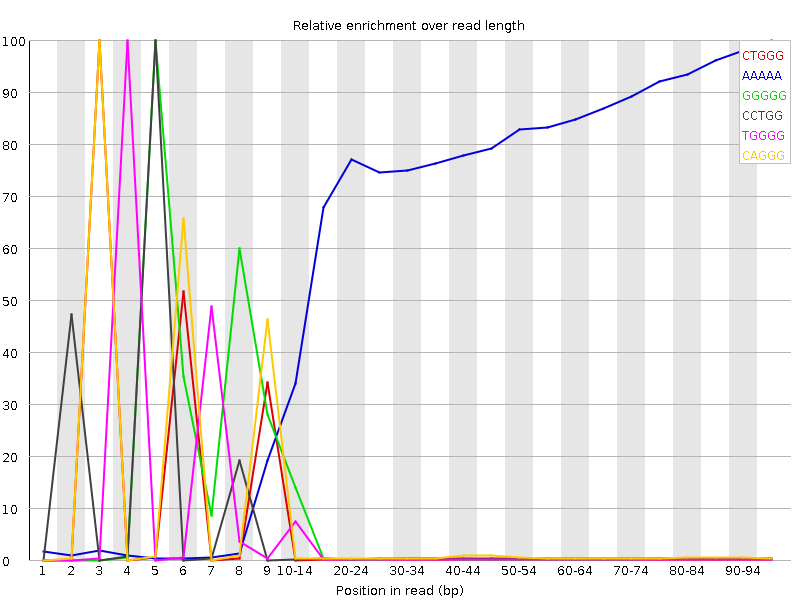 Relative enrichment over read length
100
90
80
70
60
50
40
30
20
10
0
CTGGG
AAAAA
GGGGG
CCTGG
TGGGG
CAGGG
1 2 3 4 5 6 7 8 9 10-14 20-24 30-34 40-44 50-54 60-64 70-74 80-84 90-94
Position in read (bp)